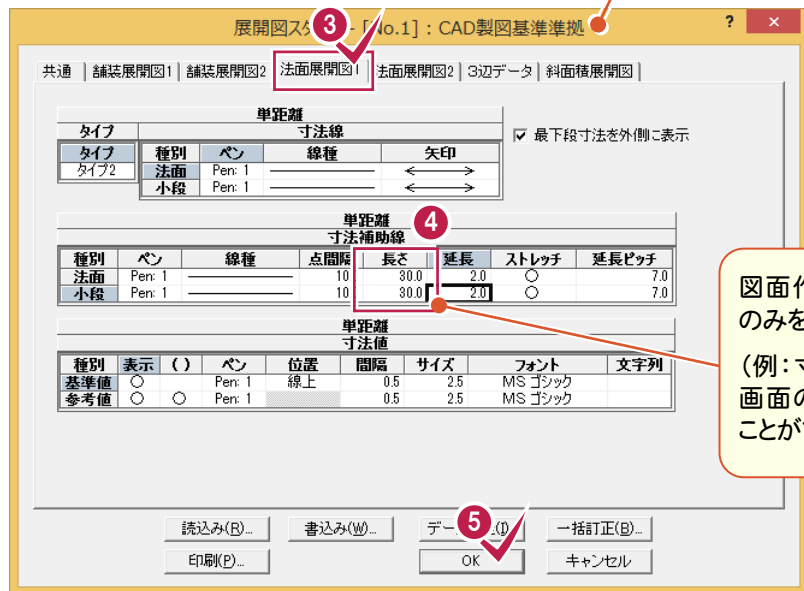 展開図ス 3 - [No.1]：CAD製図基準準拠 ? ×
共通 舗装展開図1 舗装展開図2 法面展開図1 法面展開図2 3辺データ 斜面積展開図
単距離
タイプ 寸法線
タイプ 種別 ペン 線種 矢印
タイプ2 法面 Pen: 1
小段 Pen: 1
最下段寸法を外側に表示
単距離 4
寸法補助線
種別 ペン 線種 点間隔 長さ 延長 ストレッチ 延長ピッチ
法面 Pen: 1 10 30.0 2.0 ○ 7.0
小段 Pen: 1 10 30.0 2.0 ○ 7.0
単距離
寸法値
種別 表示 ( ) ペン 位置 間隔 サイズ フォント 文字列
基準値 ○ Pen: 1 線上 0.5 2.5 MS ゴシック
参考値 ○ ○ Pen: 1 0.5 2.5 MS ゴシック
図面作
のみを
(例：マ
画面の
ことが
読込み(R)... 書込み(W)... デー 5 (I) 一括訂正(B)...
印刷(P)... OK キャンセル